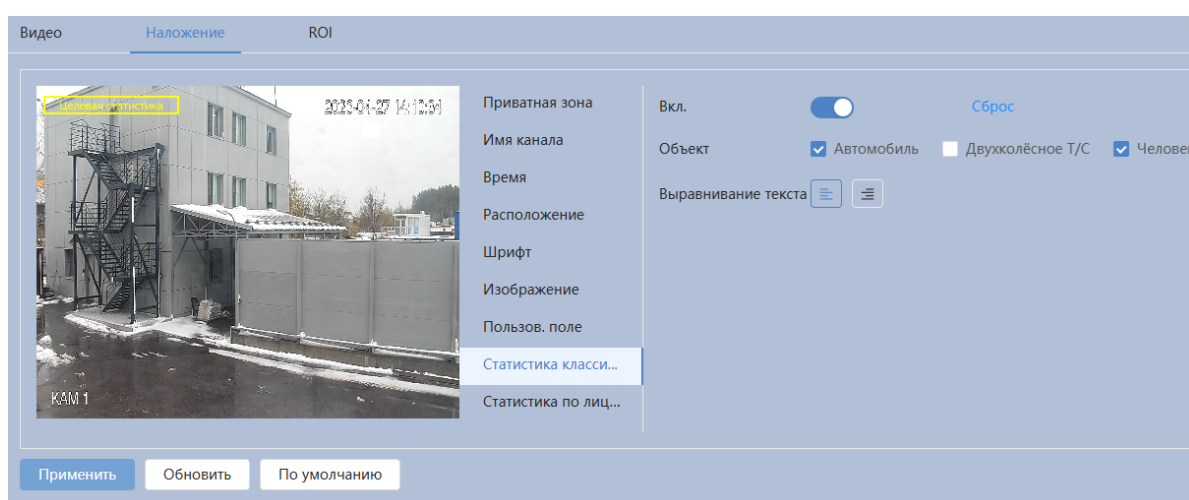 Видео Наложение ROI
Целевая статистика
Приватная зона
Имя канала
Время
Расположение
Шрифт
Изображение
Пользов. поле
Статистика класси...
Статистика по лиц...
Вкл. Сброс
Объект Автомобиль Двухколёсное Т/С
Выравнивание текста
КАМ 1
Применить Обновить По умолчанию